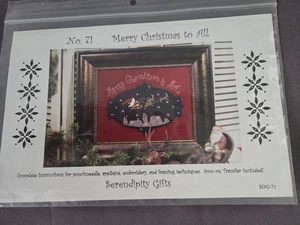 No. 71 Merry Christmas to All
Merry Christmas to All
Complete instructions for punchneedle, applique, embroidery, and framing techniques Iron-on Transfer included!
Serendipity Gifts
SDG-71